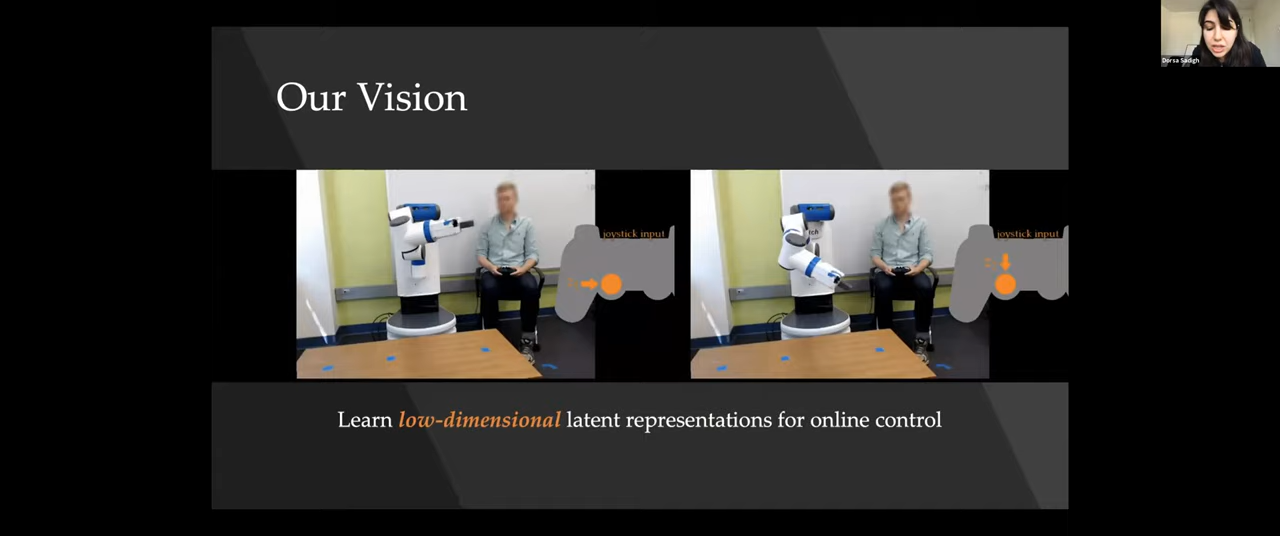 Dorsa Sadigh
Our Vision
joystick input
joystick input
Learn low-dimensional latent representations for online control